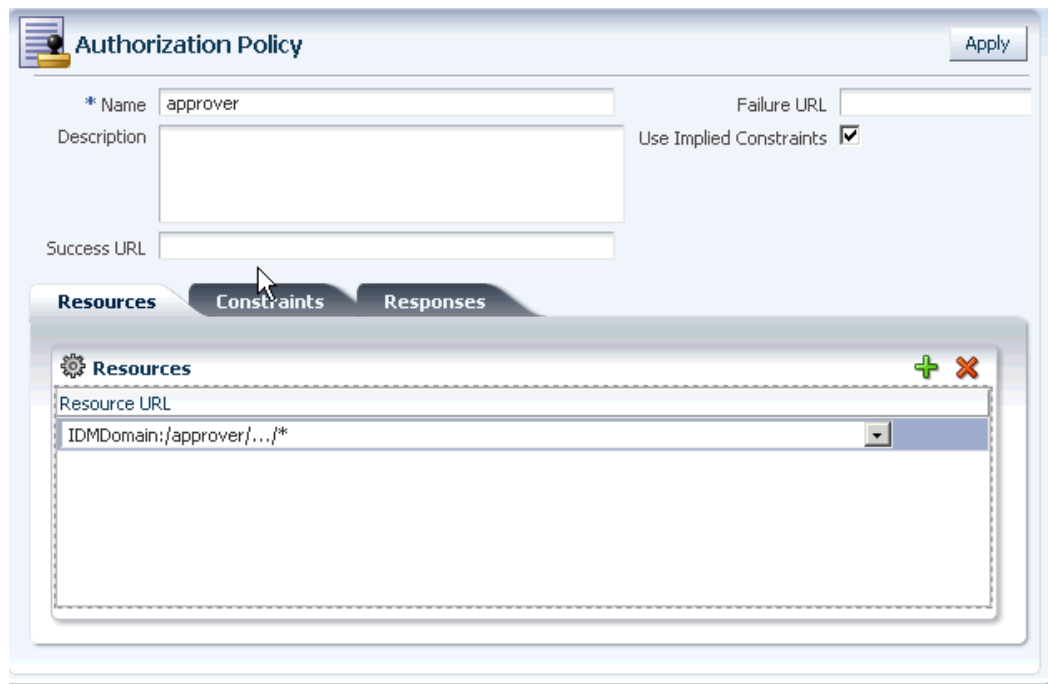 Authorization Policy
Apply
* Name approver
Failure URL
Description
Use Implied Constraints
Success URL
Resources Constraints Responses
Resources
Resource URL
IDMDomain:/approver/.../*